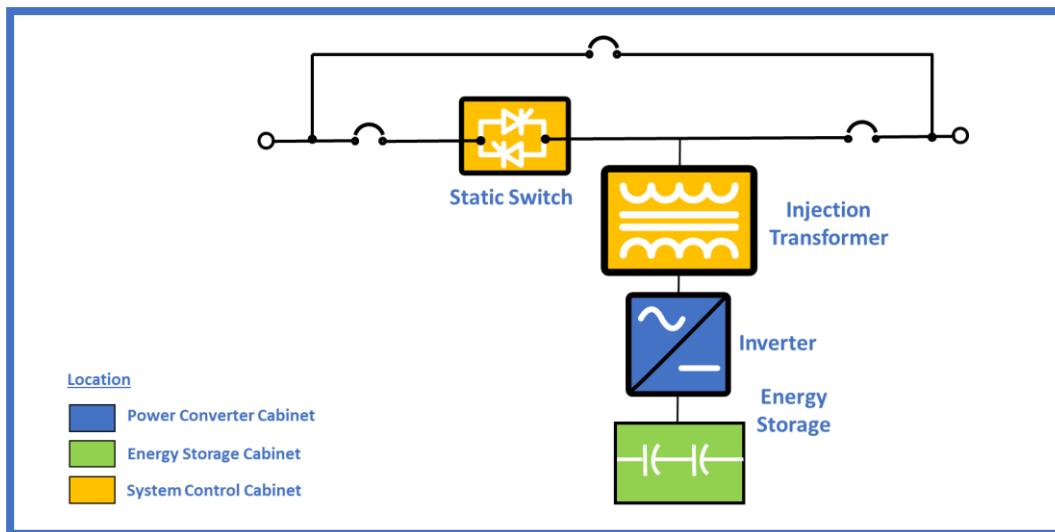 Static Switch
Injection
Transformer
Inverter
Energy
Storage
Location
Power Converter Cabinet
Energy Storage Cabinet
System Control Cabinet